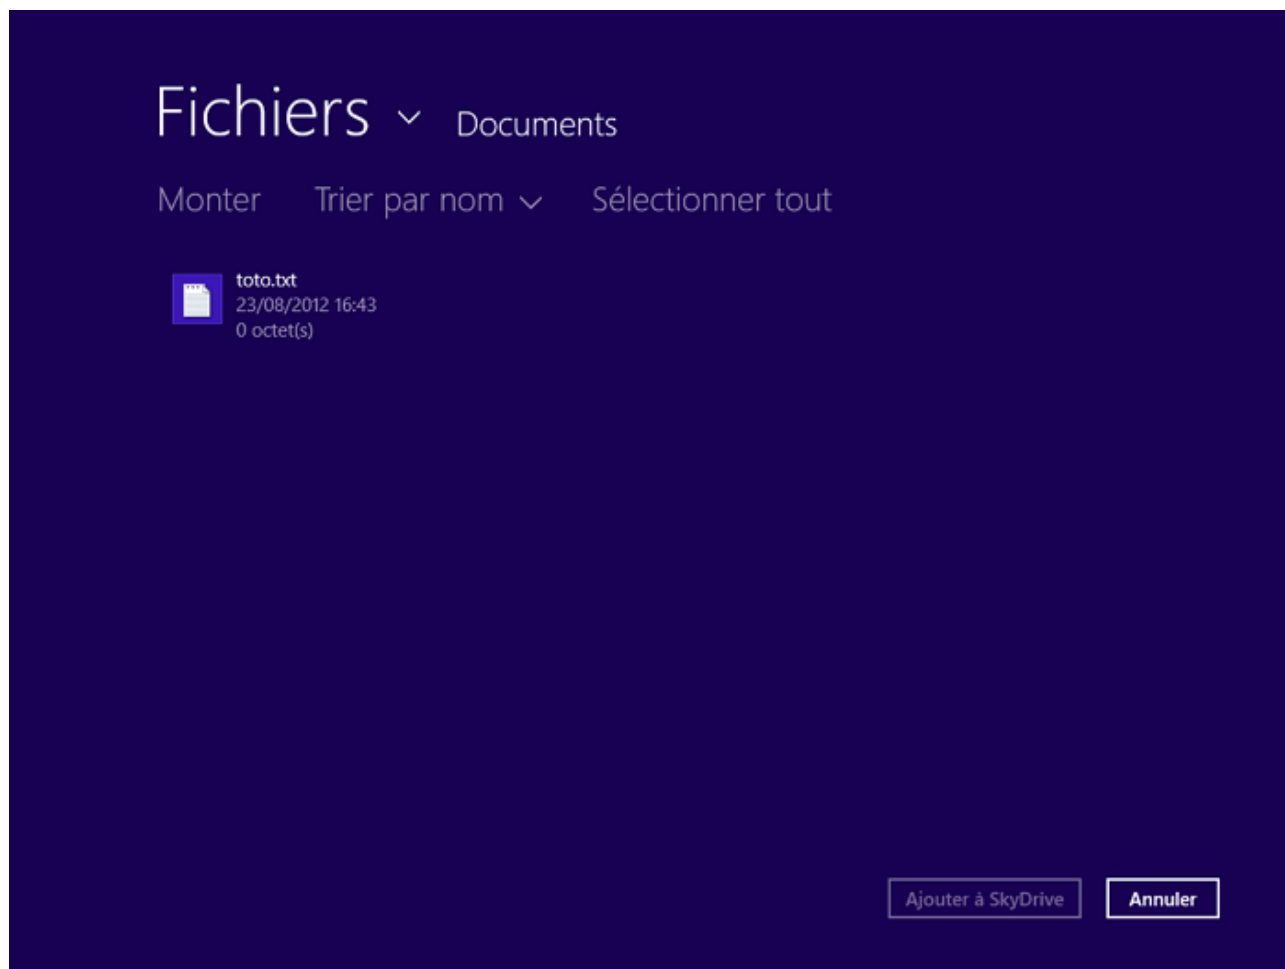 Fichiers Documents
Monter Trier par nom Sélectionner tout
toto.txt
23/08/2012 16:43
0 octet(s)
Ajouter à SkyDrive Annuler